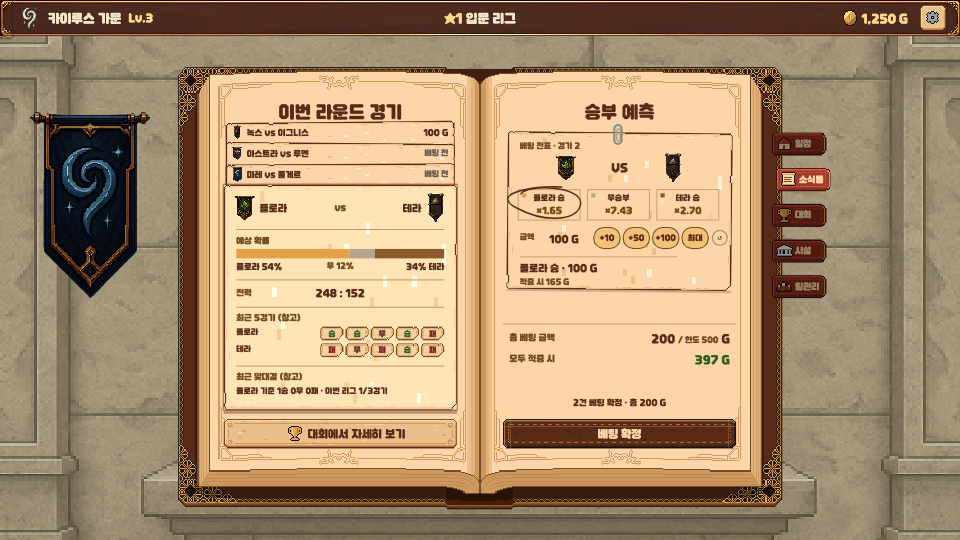 카이루스 가문 Lv.3
★1 입문 리그
1,250 G
이번 라운드 경기
녹스 vs 이그니스 100 G
아스트라 vs 루멘 베팅 전
마레 vs 풀게르 베팅 전
플로라 vs 테라
예상 확률
플로라 54% 무 12% 34% 테라
전력 248 : 152
최근 5경기 (참고)
플로라 승 승 무 승 패
테라 패 무 패 승 패
최근 맞대결 (참고)
플로라 기준 1승 0무 0패 · 이번 리그 1/3경기
대회에서 자세히 보기
승부 예측
베팅 전표 · 경기 2
VS
플로라 승 무승부 테라 승
×1.65 ×7.43 ×2.70
금액 100 G +10 +50 +100 최대
플로라 승 · 100 G
적중 시 165 G
총 베팅 금액 200 / 한도 500 G
모두 적중 시 397 G
2건 베팅 확정 · 총 200 G
베팅 확정
일정
소식통
대회
시설
팀관리